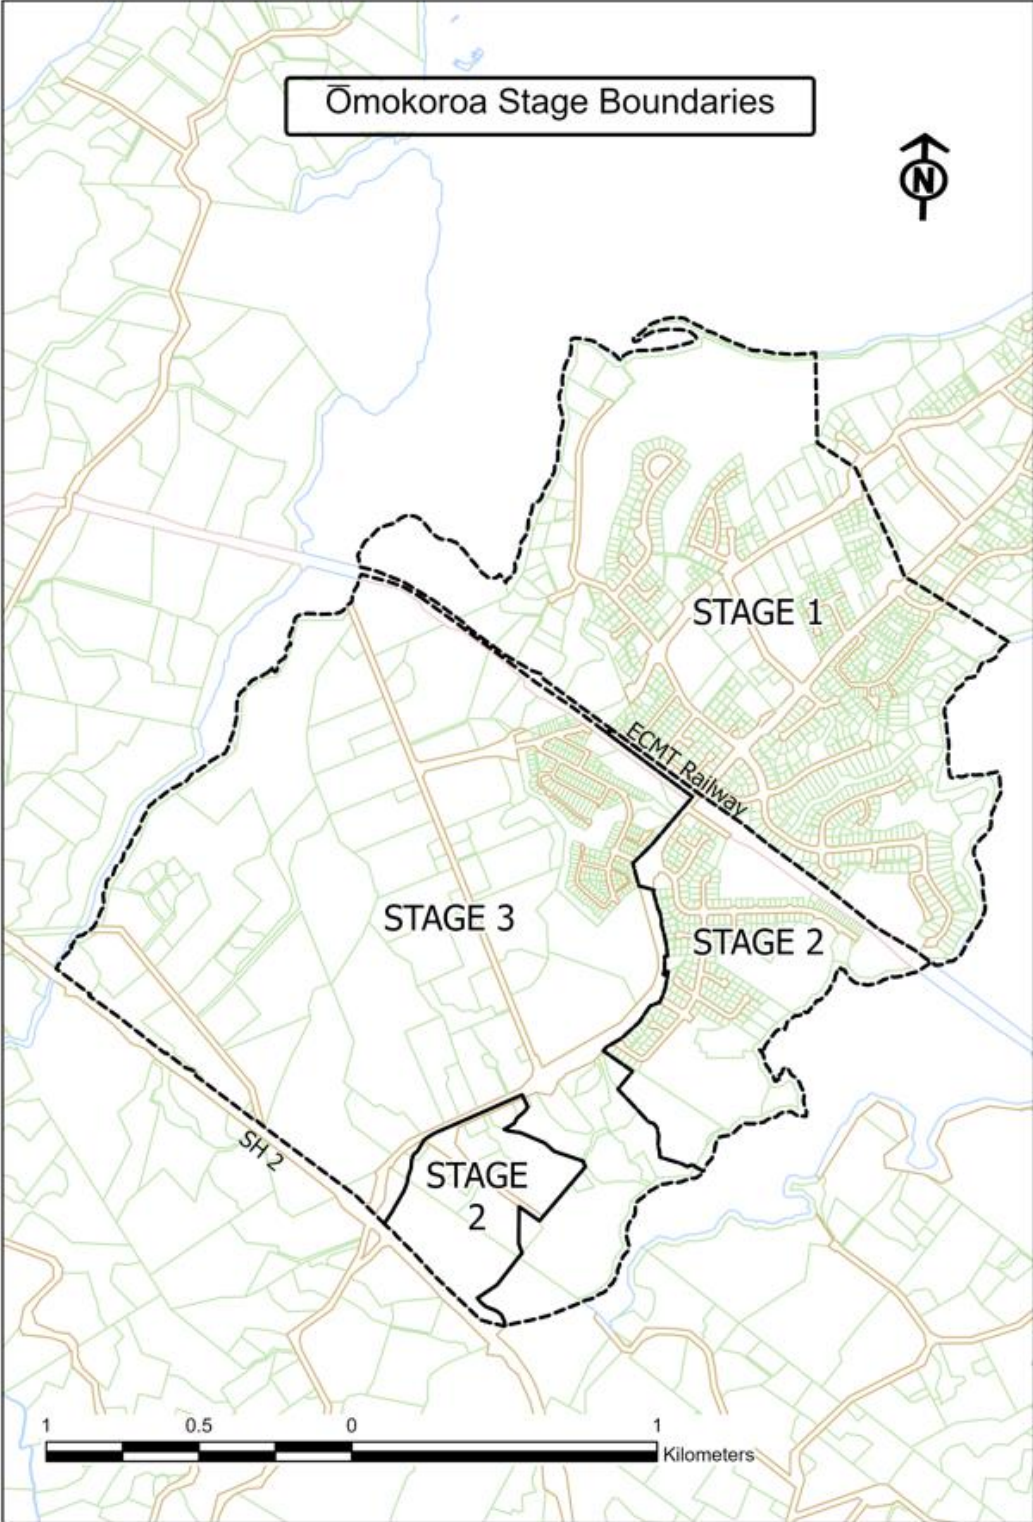 Ōmokoroa Stage Boundaries
N
STAGE 1
ECMT Railway
STAGE 3
STAGE 2
SH 2
STAGE
2
1 0.5 0 1
Kilometers